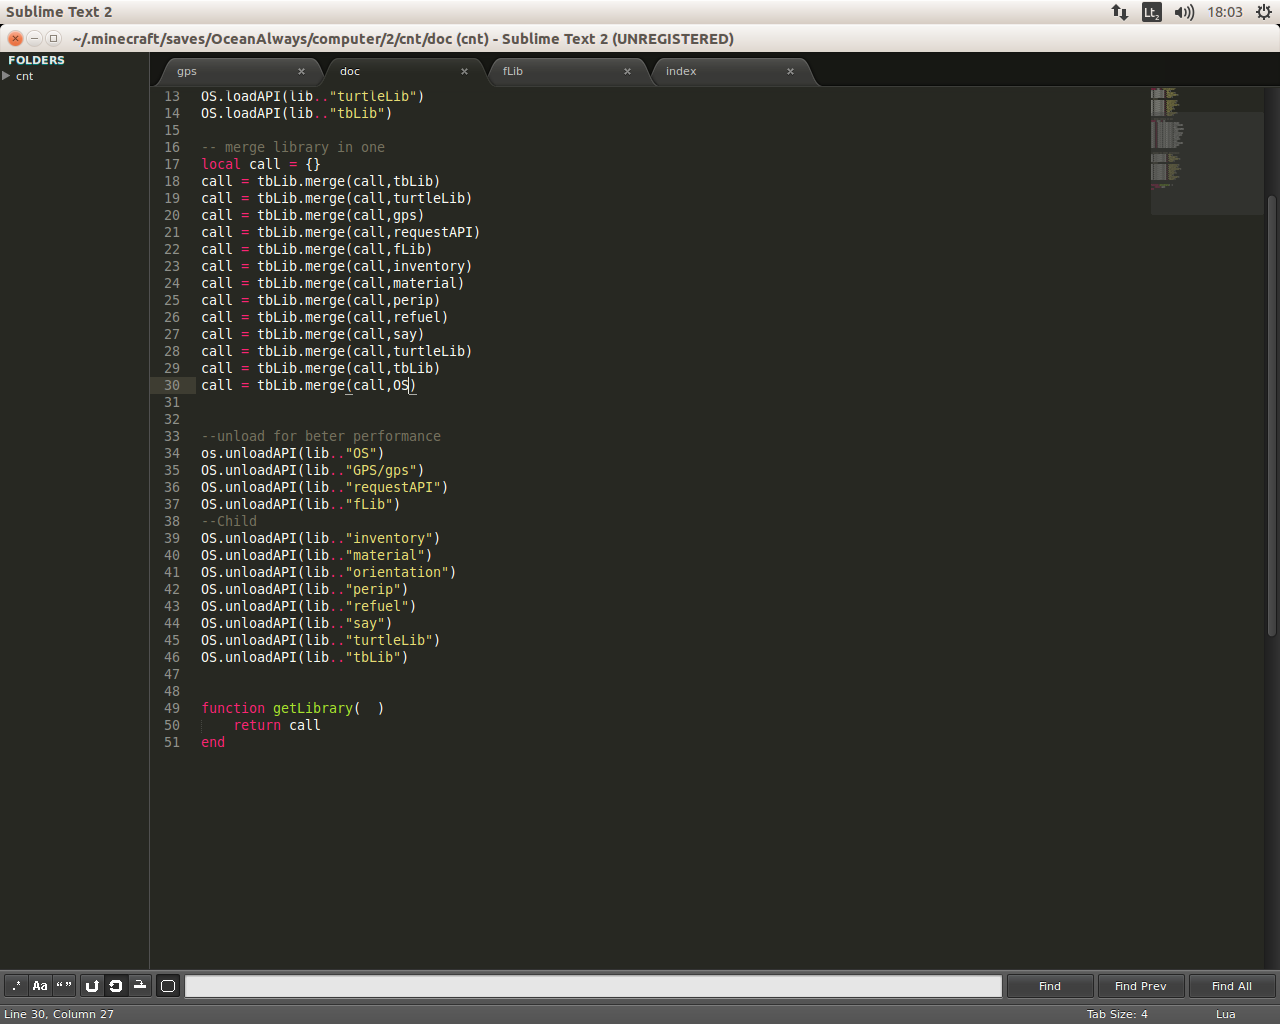 Sublime Text 2
Lt2
18:03
~/.minecraft/saves/OceanAlways/computer/2/cnt/doc (cnt) - Sublime Text 2 (UNREGISTERED)
FOLDERS
cnt
gps × doc × fLib × index ×
13 OS.loadAPI(lib.."turtleLib")
14 OS.loadAPI(lib.."tbLib")
15
16 -- merge library in one
17 local call = {}
18 call = tbLib.merge(call,tbLib)
19 call = tbLib.merge(call,turtleLib)
20 call = tbLib.merge(call,gps)
21 call = tbLib.merge(call,requestAPI)
22 call = tbLib.merge(call,fLib)
23 call = tbLib.merge(call,inventory)
24 call = tbLib.merge(call,material)
25 call = tbLib.merge(call,perip)
26 call = tbLib.merge(call,refuel)
27 call = tbLib.merge(call,say)
28 call = tbLib.merge(call,turtleLib)
29 call = tbLib.merge(call,tbLib)
30 call = tbLib.merge(call,OS)
31
32
33 --unload for beter performance
34 os.unloadAPI(lib.."OS")
35 OS.unloadAPI(lib.."GPS/gps")
36 OS.unloadAPI(lib.."requestAPI")
37 OS.unloadAPI(lib.."fLib")
38 --Child
39 OS.unloadAPI(lib.."inventory")
40 OS.unloadAPI(lib.."material")
41 OS.unloadAPI(lib.."orientation")
42 OS.unloadAPI(lib.."perip")
43 OS.unloadAPI(lib.."refuel")
44 OS.unloadAPI(lib.."say")
45 OS.unloadAPI(lib.."turtleLib")
46 OS.unloadAPI(lib.."tbLib")
47
48
49 function getLibrary(  )
50     return call
51 end
.* Aa “” Find Find Prev Find All
Line 30, Column 27 Tab Size: 4 Lua